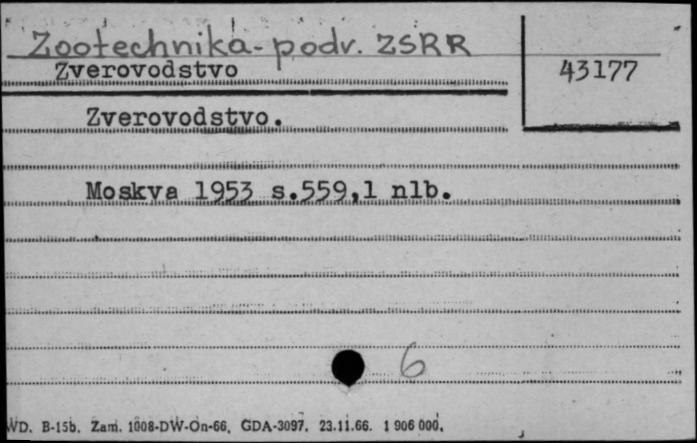 Zootechnika - podr. ZSRR
Zverovodstvo
43177
Zverovodstvo.
Moskva 1953 s.559,1 nlb.
6
WD. B-15b. Zam. 1008-DW-On-66. GDA-3097. 23.11.66. 1 906 000.